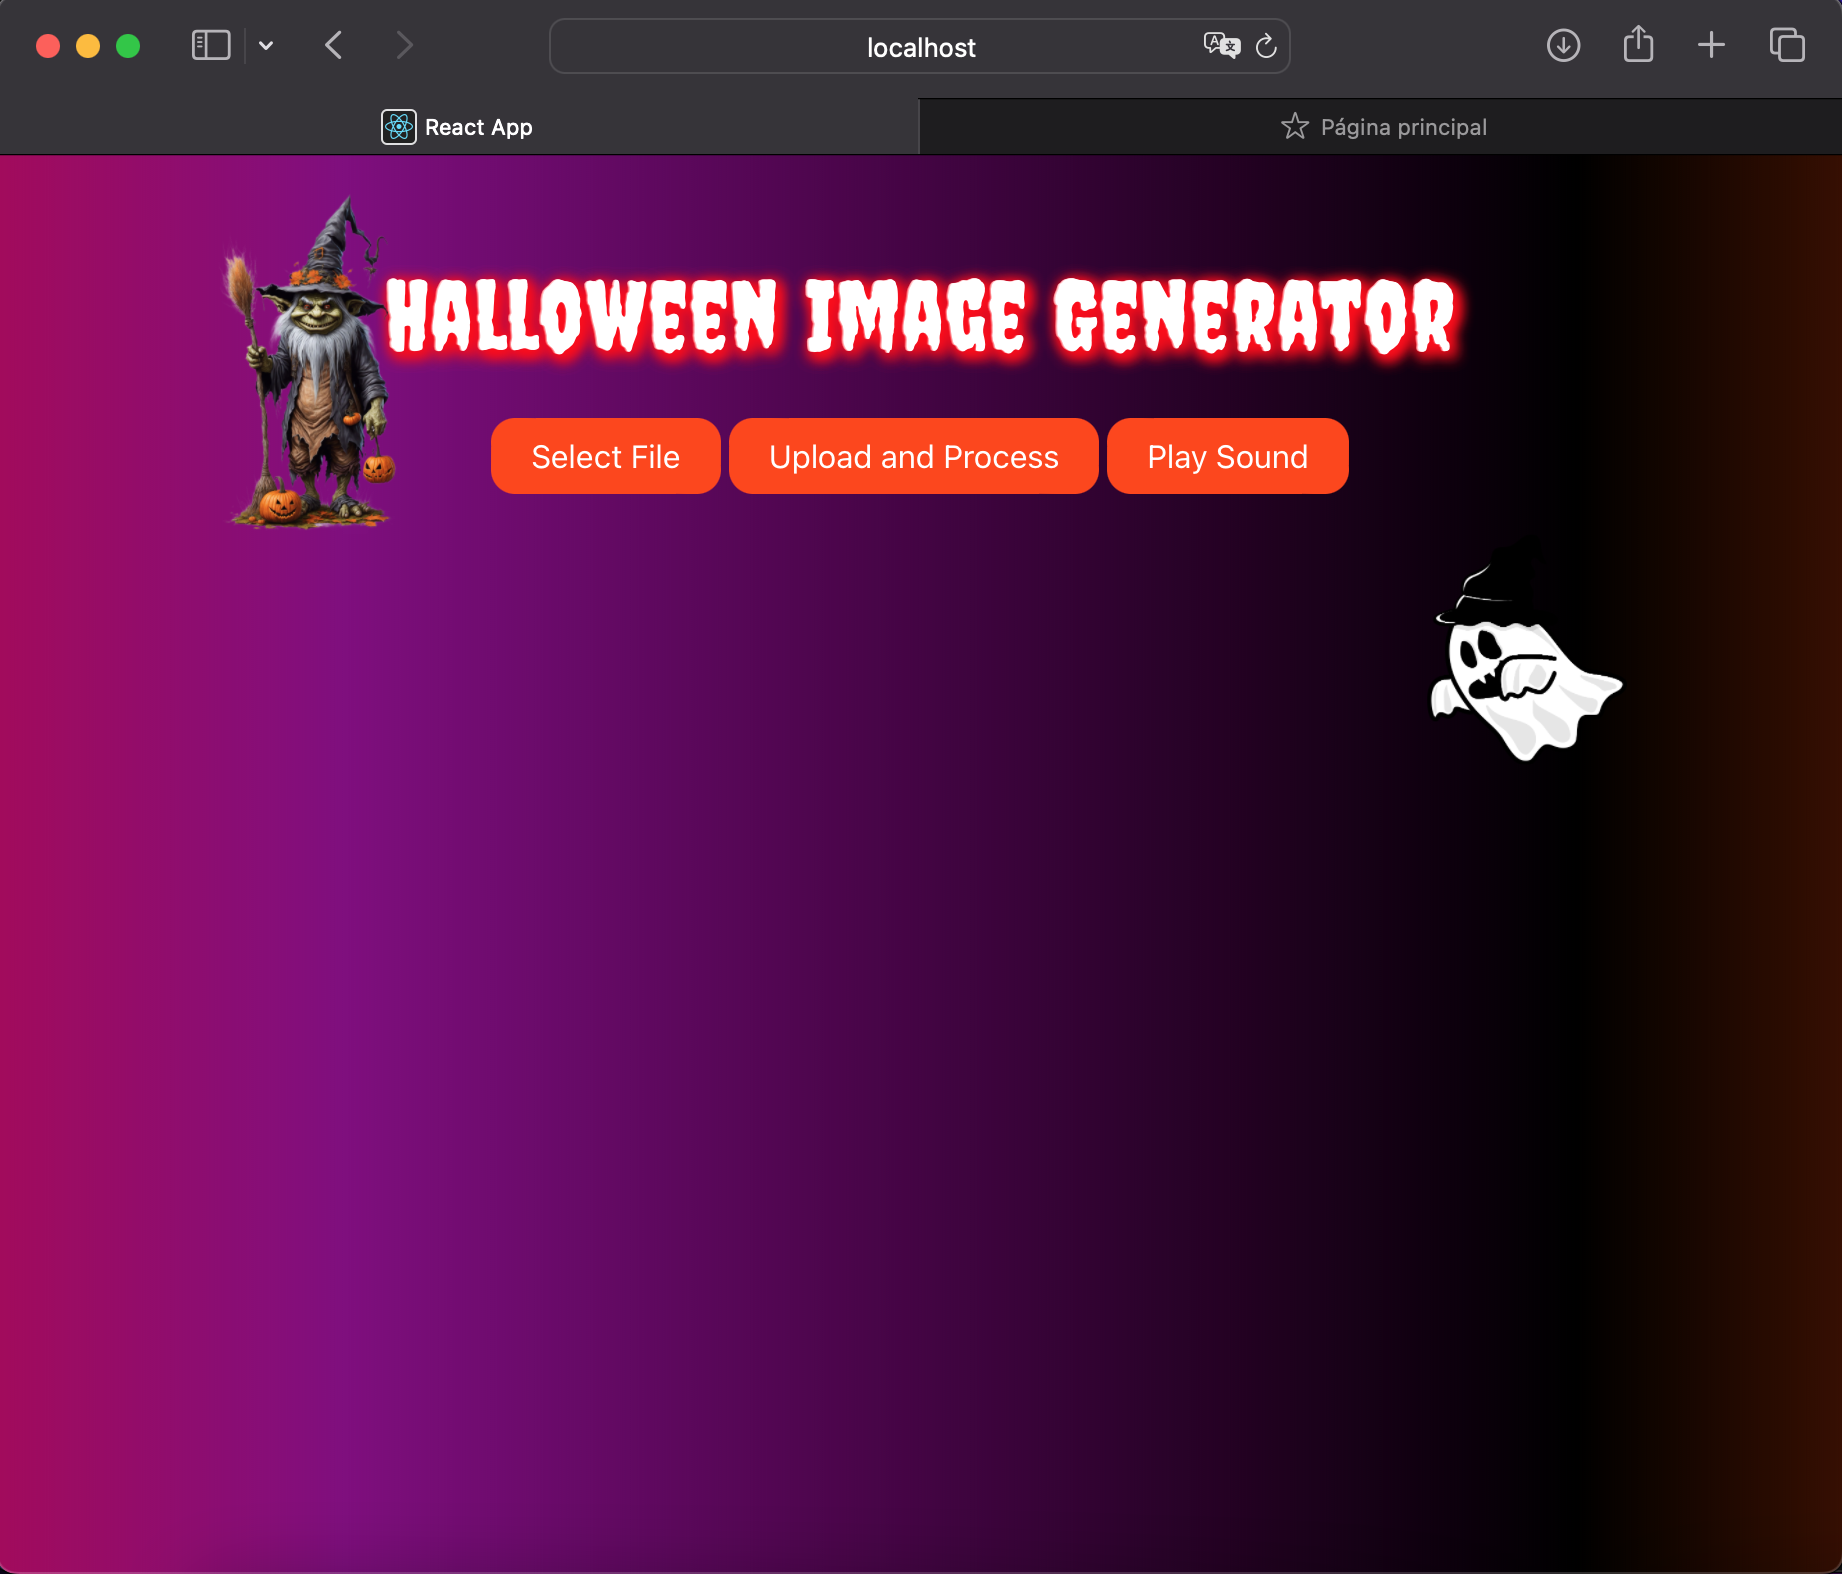 localhost
React App
Página principal
HALLOWEEN IMAGE GENERATOR
Select File
Upload and Process
Play Sound